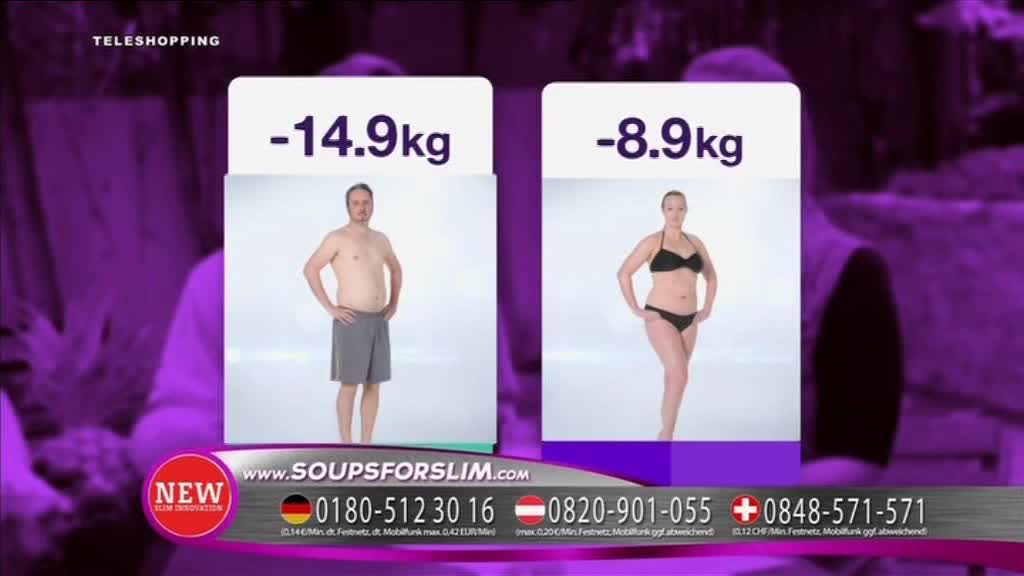 TELESHOPPING
-14.9kg
-8.9kg
www.SOUPSFORSLIM.com
NEW
SLIM INNOVATION
0180-512 30 16
(0,14 €/Min. dt. Festnetz, dt. Mobilfunk max. 0,42 EUR/Min)
0820-901-055
(max. 0,20 €/Min. Festnetz, Mobilfunk ggf. abweichend)
0848-571-571
(0,12 CHF/Min. Festnetz, Mobilfunk ggf. abweichend)